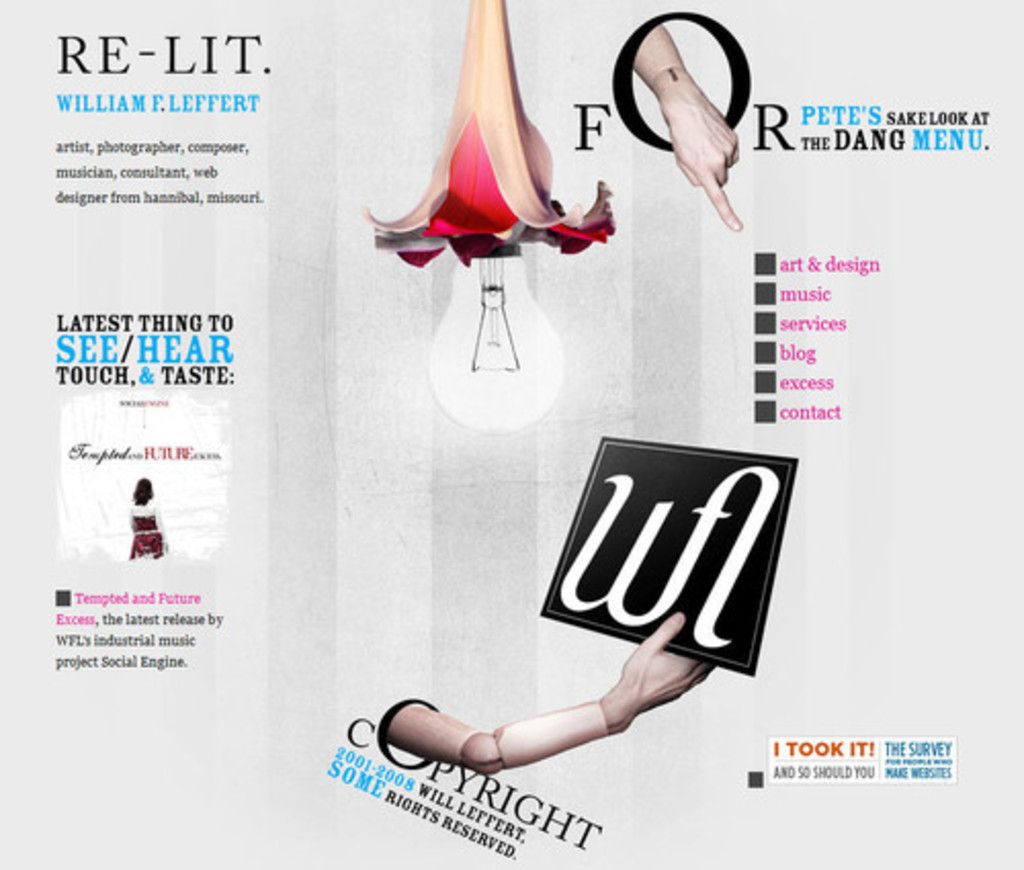 RE-LIT.
WILLIAM F. LEFFERT
artist, photographer, composer,
musician, consultant, web
designer from hannibal, missouri.
FOR PETE'S SAKE LOOK AT
THE DANG MENU.
art & design
music
services
blog
excess
contact
LATEST THING TO
SEE/HEAR
TOUCH, & TASTE:
SOCIALENGINE
Tempted AND FUTURE EXCESS.
Tempted and Future
Excess, the latest release by
WFL's industrial music
project Social Engine.
wfl
COPYRIGHT
2001-2008 WILL LEFFERT,
SOME RIGHTS RESERVED.
I TOOK IT!
AND SO SHOULD YOU
THE SURVEY
FOR PEOPLE WHO
MAKE WEBSITES